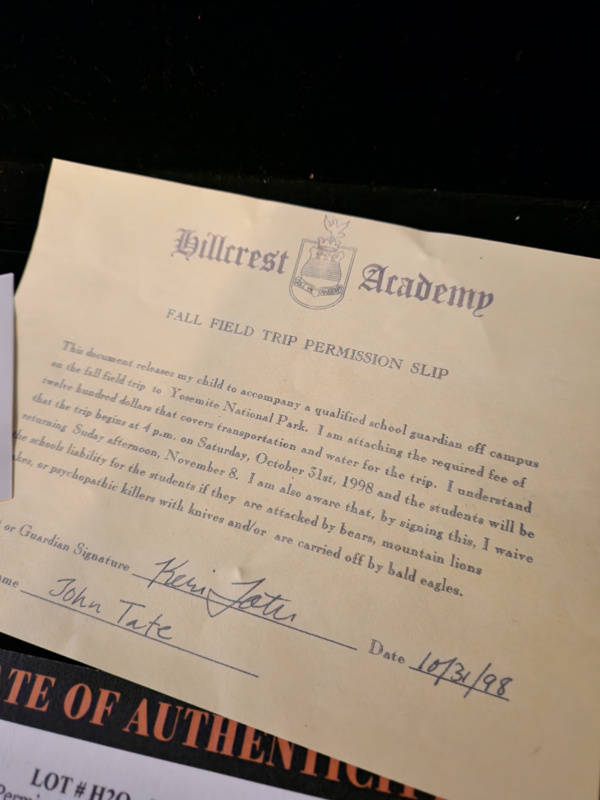 Hillcrest Academy
FALL FIELD TRIP PERMISSION SLIP
This document releases my child to accompany a qualified school guardian off campus
on the fall field trip to Yosemite National Park. I am attaching the required fee of
twelve hundred dollars that covers transportation and water for the trip. I understand
that the trip begins at 4 p.m. on Saturday, October 31st, 1998 and the students will be
returning Suday afternoon, November 8. I am also aware that, by signing this, I waive
the schools liability for the students if they are attacked by bears, mountain lions
or psychopathic killers with knives and/or are carried off by bald eagles.
or Guardian Signature Keri Tate
John Tate
Date 10/31/98
TE OF AUTHENTICITY
LOT # H2O